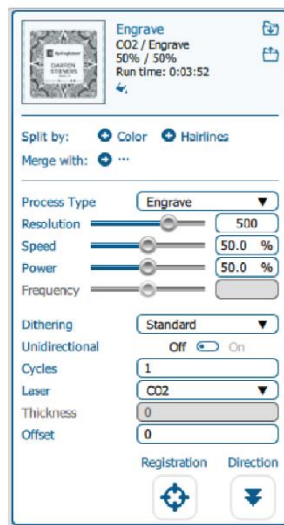 Engrave
CO2 / Engrave
50% / 50%
Run time: 0:03:52
DARREN
STEVENS
Split by: Color Hairlines
Merge with: ...
Process Type Engrave
Resolution 500
Speed 50.0 %
Power 50.0 %
Frequency
Dithering Standard
Unidirectional Off On
Cycles 1
Laser CO2
Thickness 0
Offset 0
Registration Direction